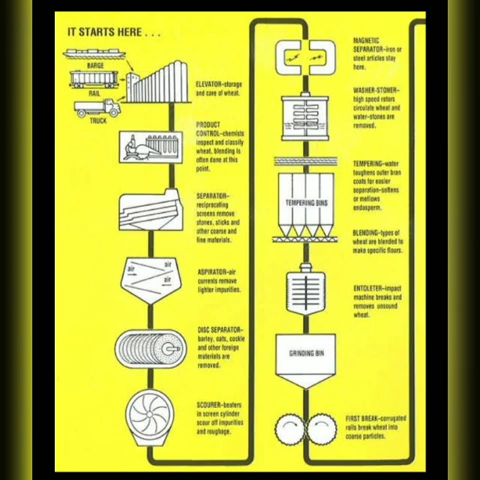 IT STARTS HERE . . .
BARGE
RAIL
TRUCK
ELEVATOR–storage
and care of wheat.
PRODUCT
CONTROL–chemists
inspect and classify
wheat, blending is
often done at this
point.
SEPARATOR–
reciprocating
screens remove
stones, sticks and
other coarse and
fine materials.
air
air
ASPIRATOR–air
currents remove
lighter impurities.
DISC SEPARATOR–
barley, oats, cockle
and other foreign
materials are
removed.
SCOURER–beaters
in screen cylinder
scour off impurities
and roughage.
MAGNETIC
SEPARATOR–iron or
steel articles stay
here.
WASHER-STONER–
high speed rotors
circulate wheat and
water–stones are
removed.
TEMPERING–water
toughens outer bran
coats for easier
separation–softens
or mellows
endosperm.
TEMPERING BINS
BLENDING–types of
wheat are blended to
make specific flours.
ENTOLETER–impact
machine breaks and
removes unsound
wheat.
GRINDING BIN
FIRST BREAK–corrugated
rolls break wheat into
coarse particles.